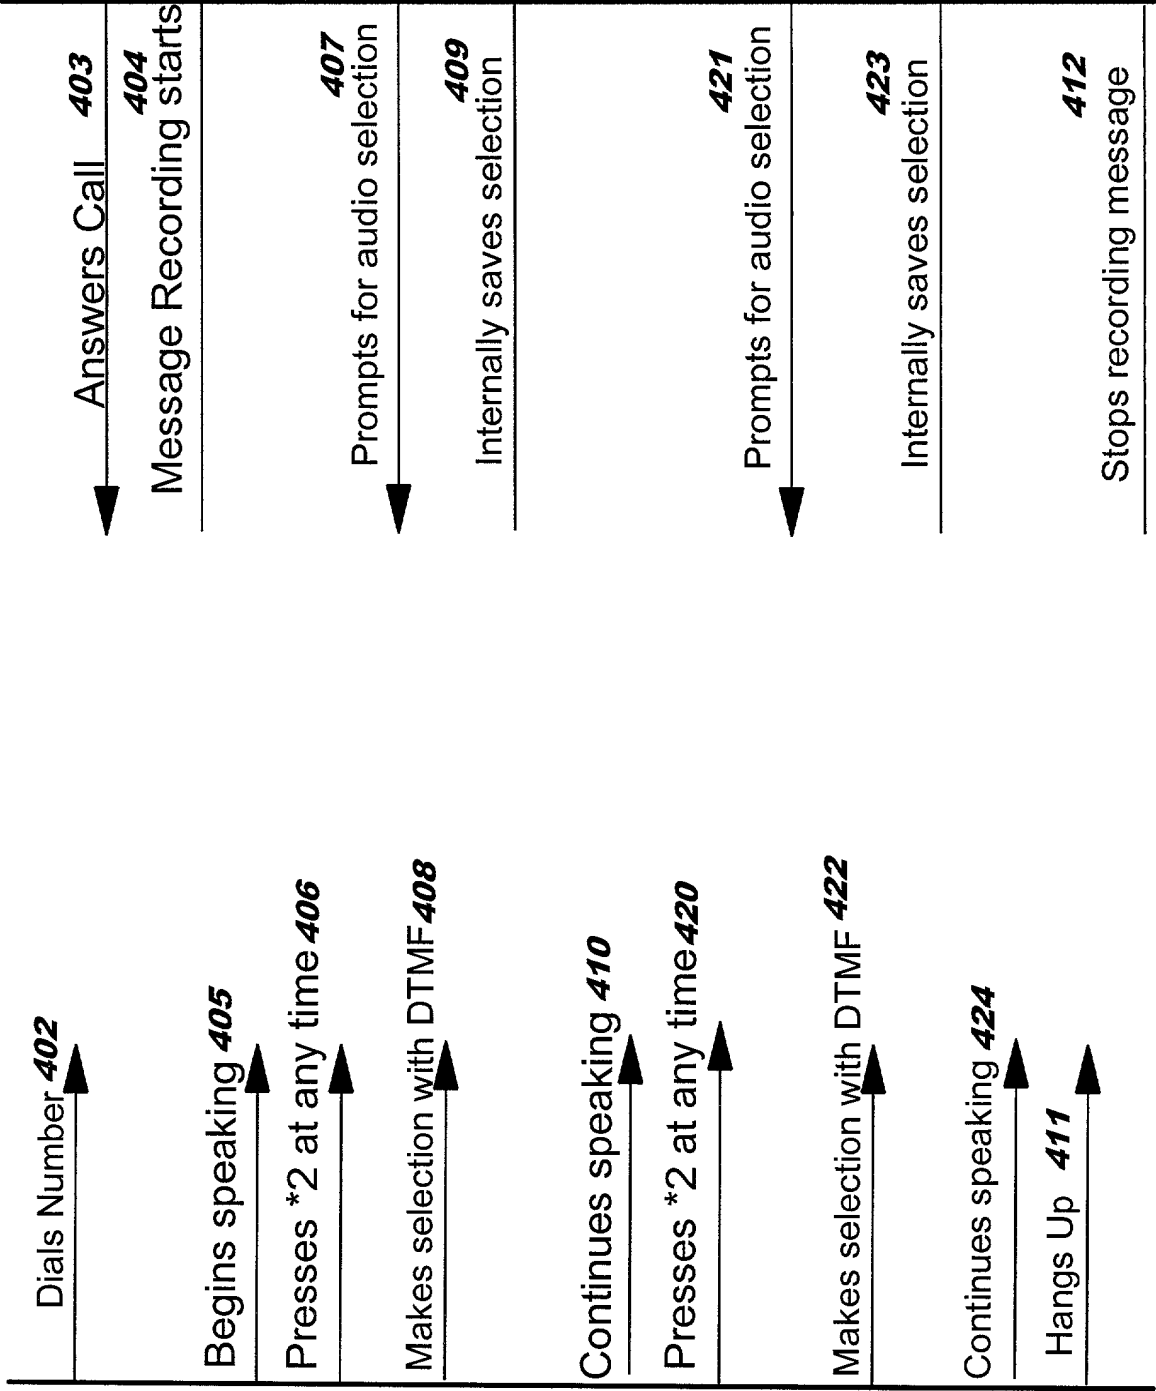 Dials Number 402
Answers Call 403
404
Message Recording starts
Begins speaking 405
Presses *2 at any time 406
407
Prompts for audio selection
Makes selection with DTMF 408
409
Internally saves selection
Continues speaking 410
Presses *2 at any time 420
421
Prompts for audio selection
Makes selection with DTMF 422
423
Internally saves selection
Continues speaking 424
Hangs Up 411
412
Stops recording message